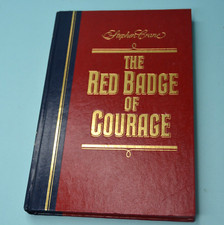 Stephen Crane
THE
RED BADGE
OF
COURAGE